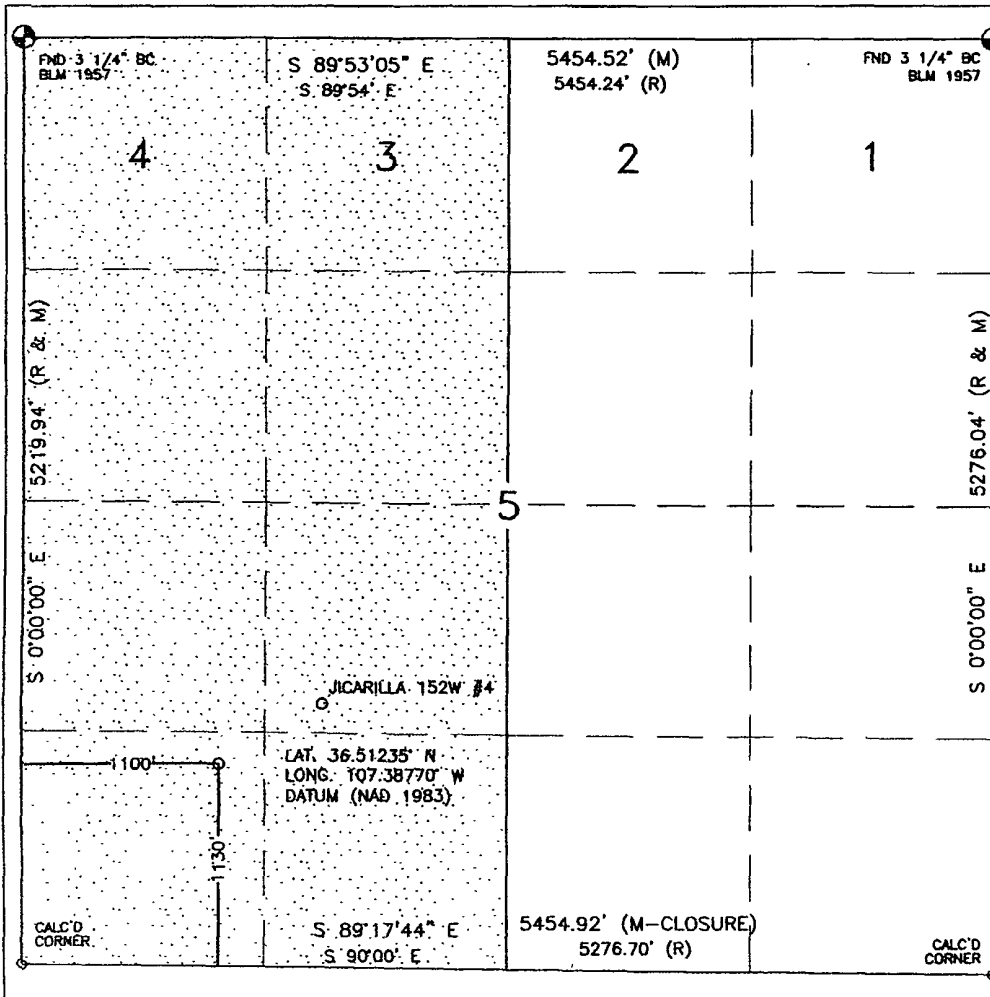 FND 3 1/4" BC
BLM 1957
S 89°53'05" E
S 89°54' E
5454.52' (M)
5454.24' (R)
FND 3 1/4" BC
BLM 1957
4
3
2
1
S 0°00'00" E 5219.94' (R & M)
S 0°00'00" E 5276.04' (R & M)
5
JICARILLA 152W #4
1100'
1130'
LAT. 36.51235° N
LONG. 107.38770° W
DATUM (NAD 1983)
CALC'D
CORNER
S 89°17'44" E
S 90°00' E
5454.92' (M-CLOSURE)
5276.70' (R)
CALC'D
CORNER